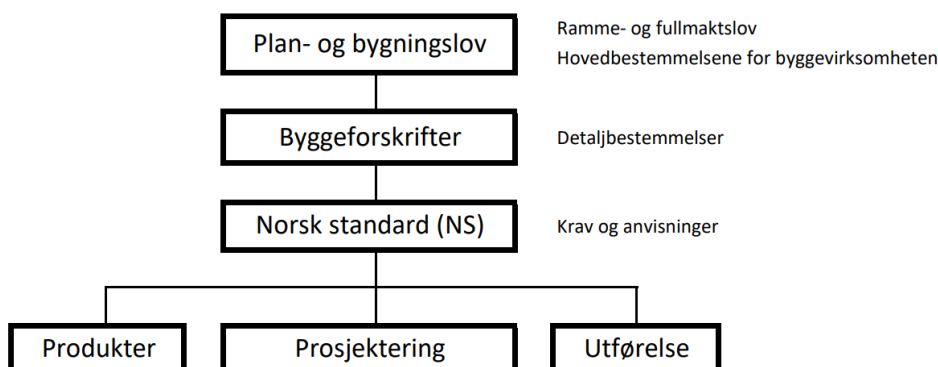 Plan- og bygningslov
Ramme- og fullmaktslov
Hovedbestemmelsene for byggevirksomheten
Byggeforskrifter
Detaljbestemmelser
Norsk standard (NS)
Krav og anvisninger
Produkter
Prosjektering
Utførelse